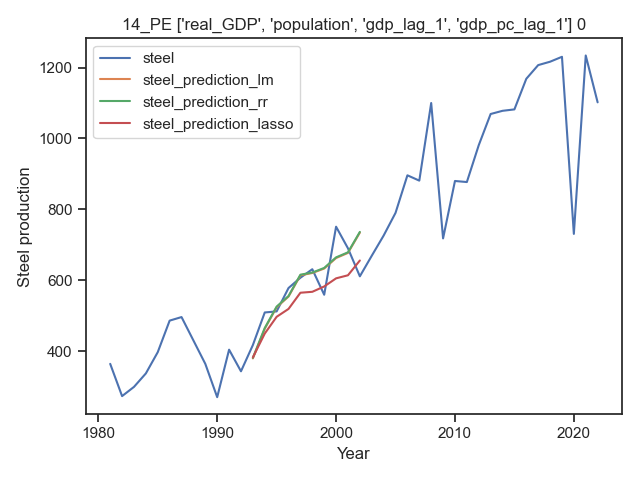 14_PE ['real_GDP', 'population', 'gdp_lag_1', 'gdp_pc_lag_1'] 0
steel
steel_prediction_lm
steel_prediction_rr
steel_prediction_lasso
1200
1000
800
600
400
Steel production
1980
1990
2000
2010
2020
Year